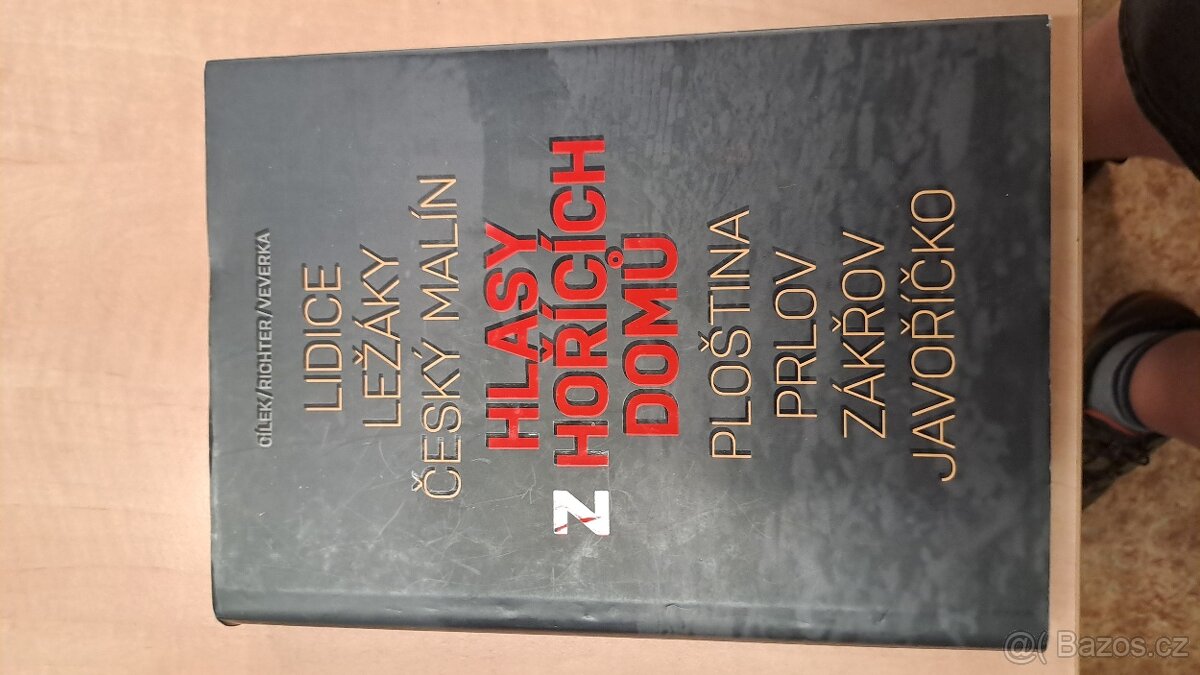 CÍLEK/RICHTER/VEVERKA
LIDICE
LEŽÁKY
ČESKÝ MALÍN
HLASY
Z HOŘÍCÍCH
DOMŮ
PLOŠTINA
PRLOV
ZÁKŘOV
JAVOŘÍČKO
Bazos.cz